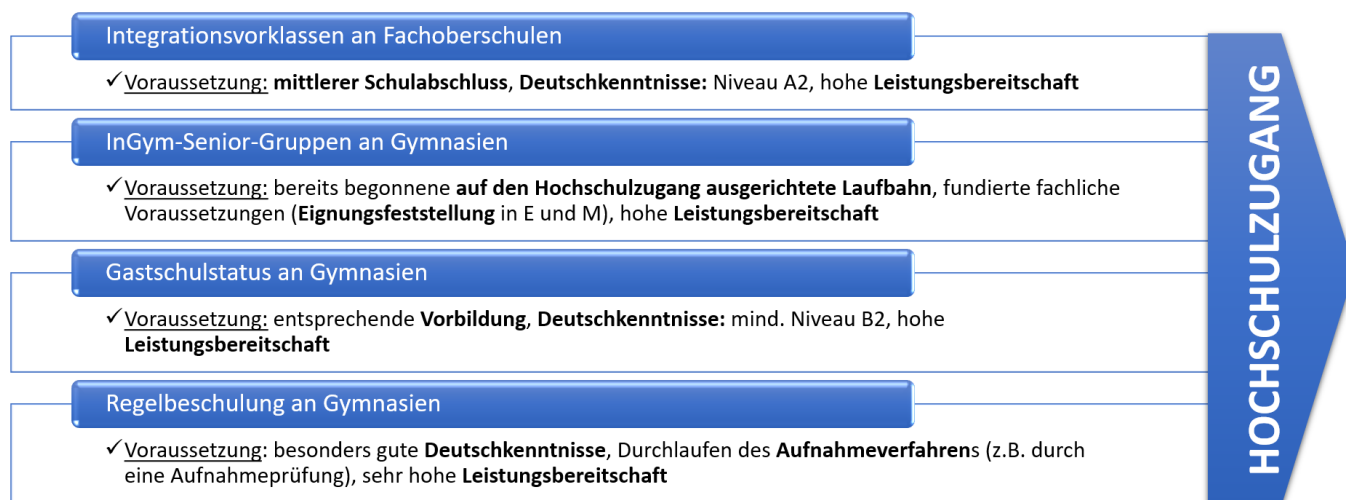 Integrationsvorklassen an Fachoberschulen
✓Voraussetzung: mittlerer Schulabschluss, Deutschkenntnisse: Niveau A2, hohe Leistungsbereitschaft
InGym-Senior-Gruppen an Gymnasien
✓Voraussetzung: bereits begonnene auf den Hochschulzugang ausgerichtete Laufbahn, fundierte fachliche
Voraussetzungen (Eignungsfeststellung in E und M), hohe Leistungsbereitschaft
Gastschulstatus an Gymnasien
✓Voraussetzung: entsprechende Vorbildung, Deutschkenntnisse: mind. Niveau B2, hohe
Leistungsbereitschaft
Regelbeschulung an Gymnasien
✓Voraussetzung: besonders gute Deutschkenntnisse, Durchlaufen des Aufnahmeverfahrens (z.B. durch
eine Aufnahmeprüfung), sehr hohe Leistungsbereitschaft
HOCHSCHULZUGANG